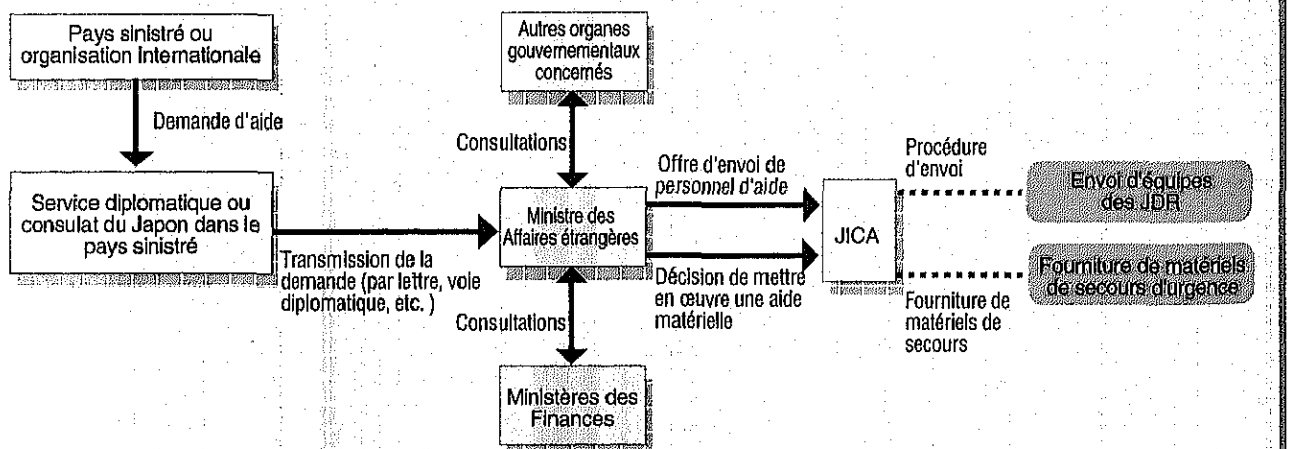 Pays sinistré ou
organisation internationale
Demande d'aide
Service diplomatique ou
consulat du Japon dans le
pays sinistré
Transmission de la
demande (par lettre, voie
diplomatique, etc. )
Autres organes
gouvernementaux
concernés
Consultations
Ministre des
Affaires étrangères
Consultations
Ministères des
Finances
Offre d'envoi de
personnel d'aide
Décision de mettre
en œuvre une aide
matérielle
JICA
Procédure
d'envoi
Envoi d'équipes
des JDR
Fourniture de
matériels de
secours
Fourniture de matériels
de secours d'urgence